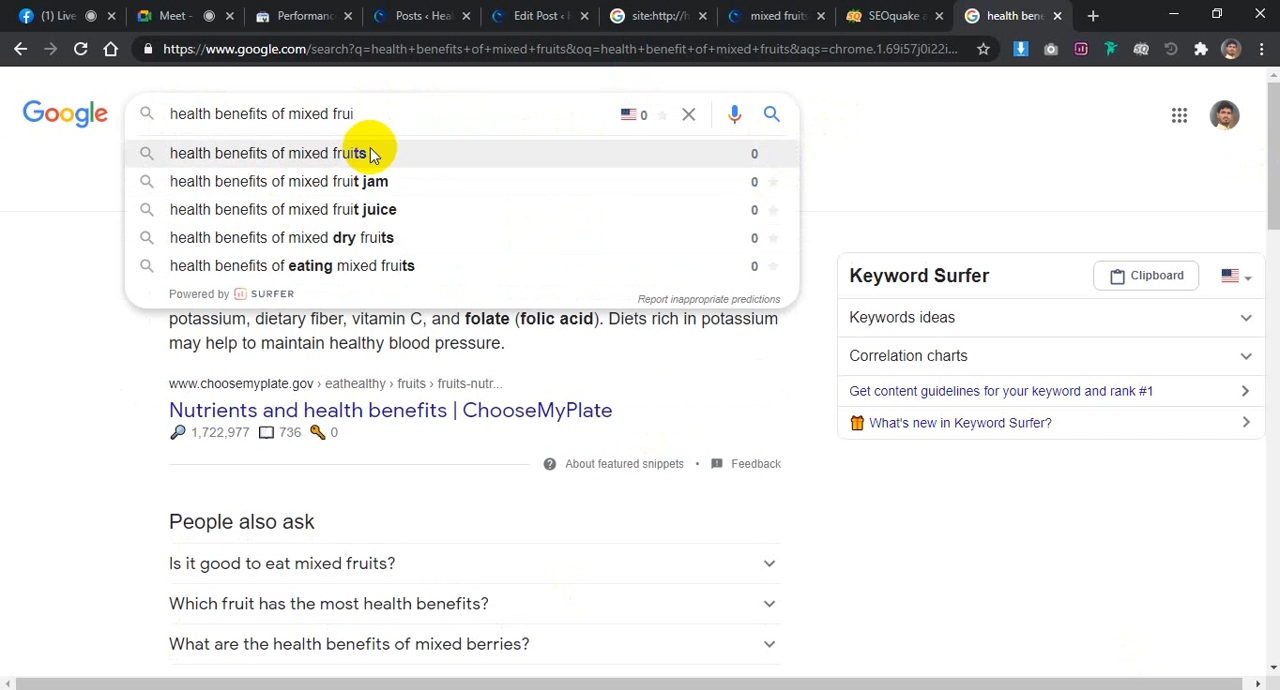 (1) Live
Meet -
Performan
Posts ‹ Hea
Edit Post ‹
site:http://h
mixed fruits
SEOquake
health bene
https://www.google.com/search?q=health+benefits+of+mixed+fruits&oq=health+benefit+of+mixed+fruits&aqs=chrome.1.69i57j0i22i...
Google
health benefits of mixed frui
0
health benefits of mixed fruits
0
health benefits of mixed fruit jam
0
health benefits of mixed fruit juice
0
health benefits of mixed dry fruits
0
health benefits of eating mixed fruits
0
Powered by SURFER
Report inappropriate predictions
potassium, dietary fiber, vitamin C, and folate (folic acid). Diets rich in potassium
may help to maintain healthy blood pressure.
www.choosemyplate.gov › eathealthy › fruits › fruits-nutr...
Nutrients and health benefits | ChooseMyPlate
1,722,977 736 0
About featured snippets • Feedback
People also ask
Is it good to eat mixed fruits?
Which fruit has the most health benefits?
What are the health benefits of mixed berries?
Keyword Surfer
Clipboard
Keywords ideas
Correlation charts
Get content guidelines for your keyword and rank #1
What's new in Keyword Surfer?